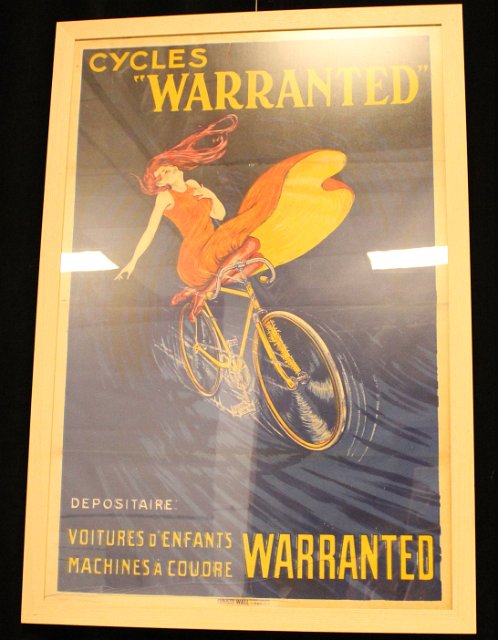 CYCLES
"WARRANTED"
DEPOSITAIRE:
VOITURES D'ENFANTS
MACHINES À COUDRE
WARRANTED